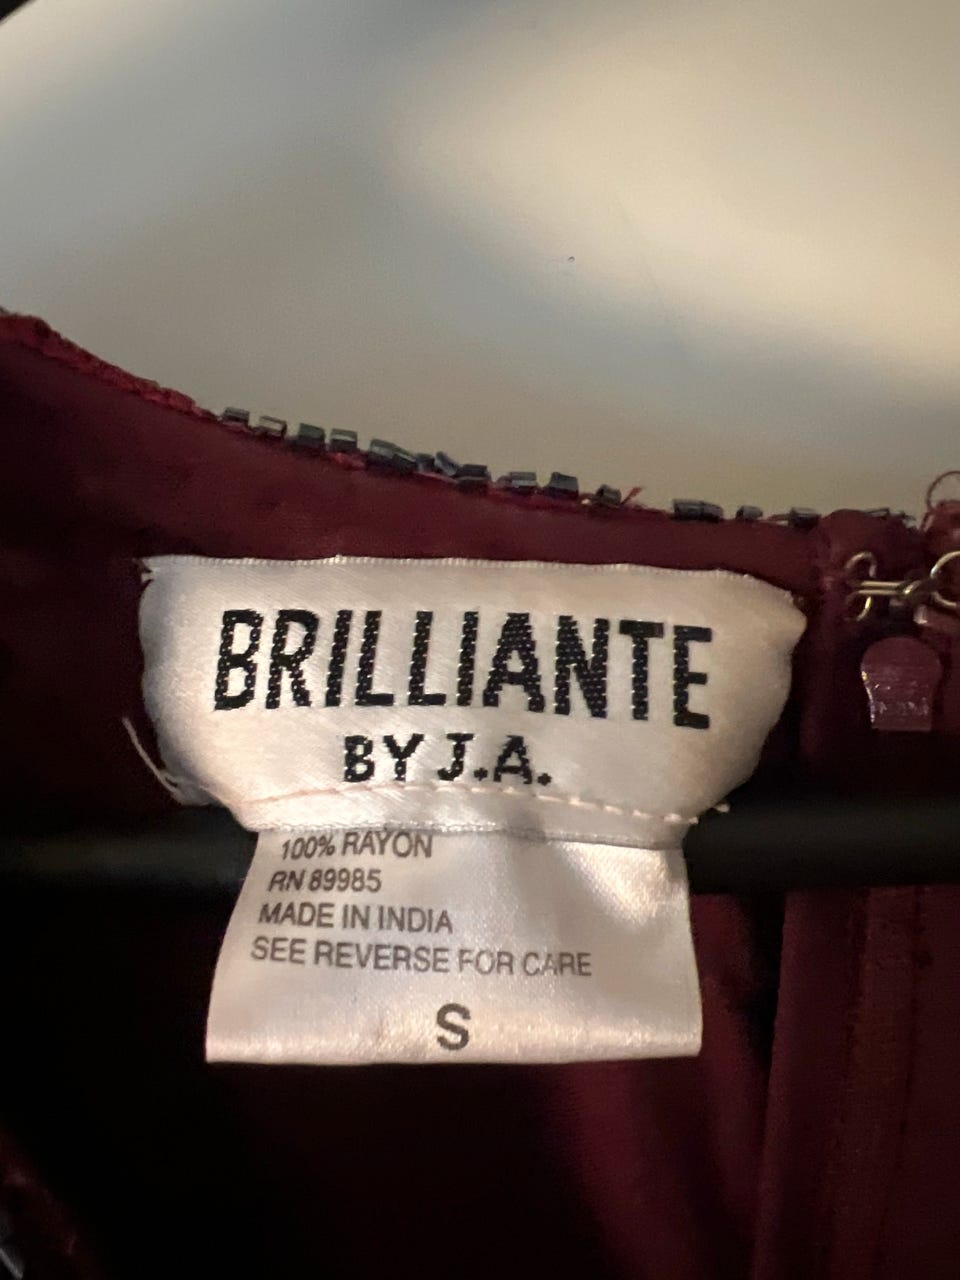 BRILLIANTE
BY J.A.
100% RAYON
RN 89985
MADE IN INDIA
SEE REVERSE FOR CARE
S